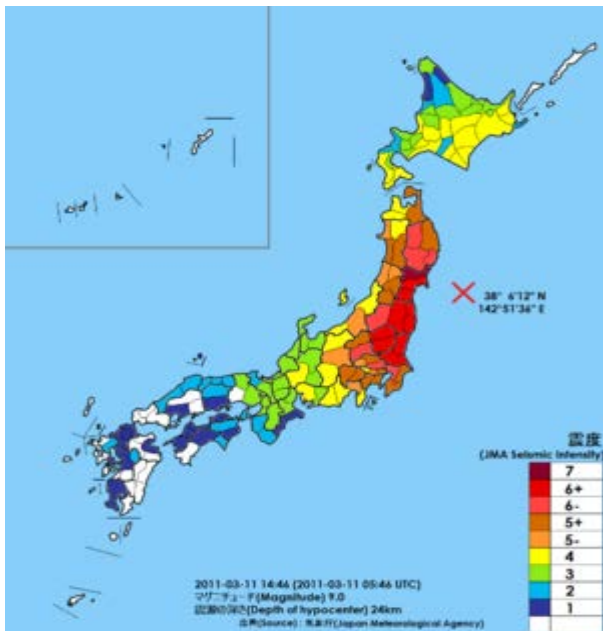 38° 6'12" N
142°51'36" E
震度
(JMA Seismic Intensity)
7
6+
6-
5+
5-
4
3
2
1
2011-03-11 14:46 (2011-03-11 05:46 UTC)
マグニチュード(Magnitude) 9.0
震源の深さ(Depth of hypocenter) 24km
出典(Source) : 気象庁(Japan Meteorological Agency)